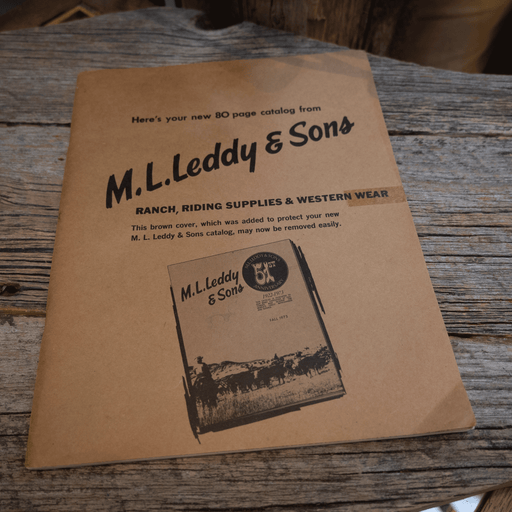 Here's your new 80 page catalog from
M.L. Leddy & Sons
RANCH, RIDING SUPPLIES & WESTERN WEAR
This brown cover, which was added to protect your new
M. L. Leddy & Sons catalog, may now be removed easily.
M.L. Leddy
& Sons